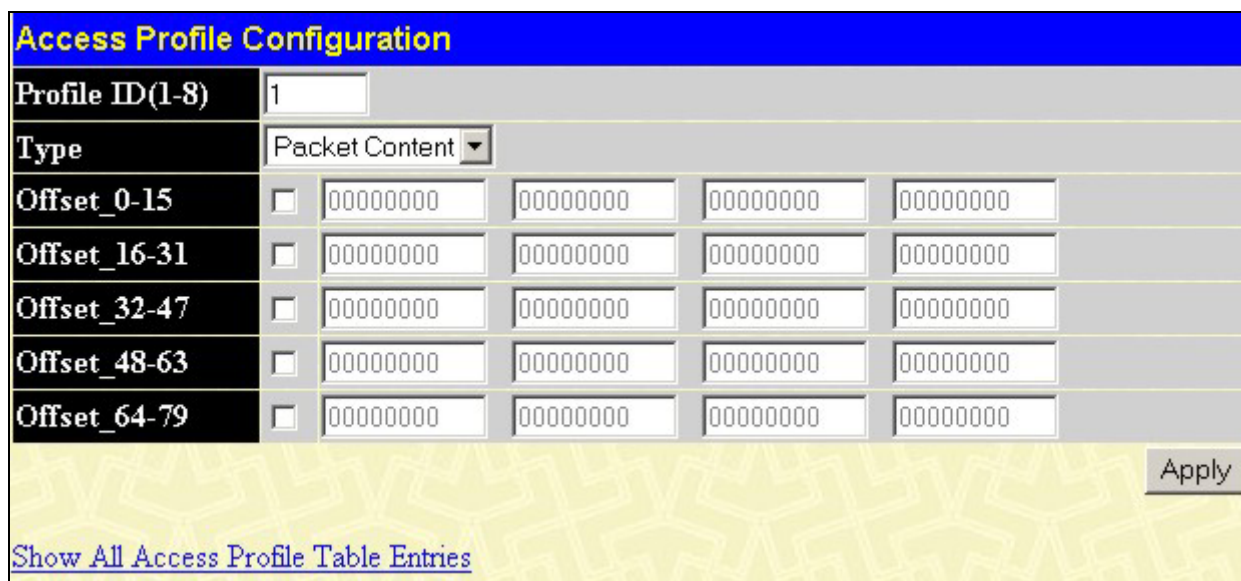 Access Profile Configuration
Profile ID(1-8) 1
Type Packet Content
Offset_0-15 00000000 00000000 00000000 00000000
Offset_16-31 00000000 00000000 00000000 00000000
Offset_32-47 00000000 00000000 00000000 00000000
Offset_48-63 00000000 00000000 00000000 00000000
Offset_64-79 00000000 00000000 00000000 00000000
Apply
Show All Access Profile Table Entries